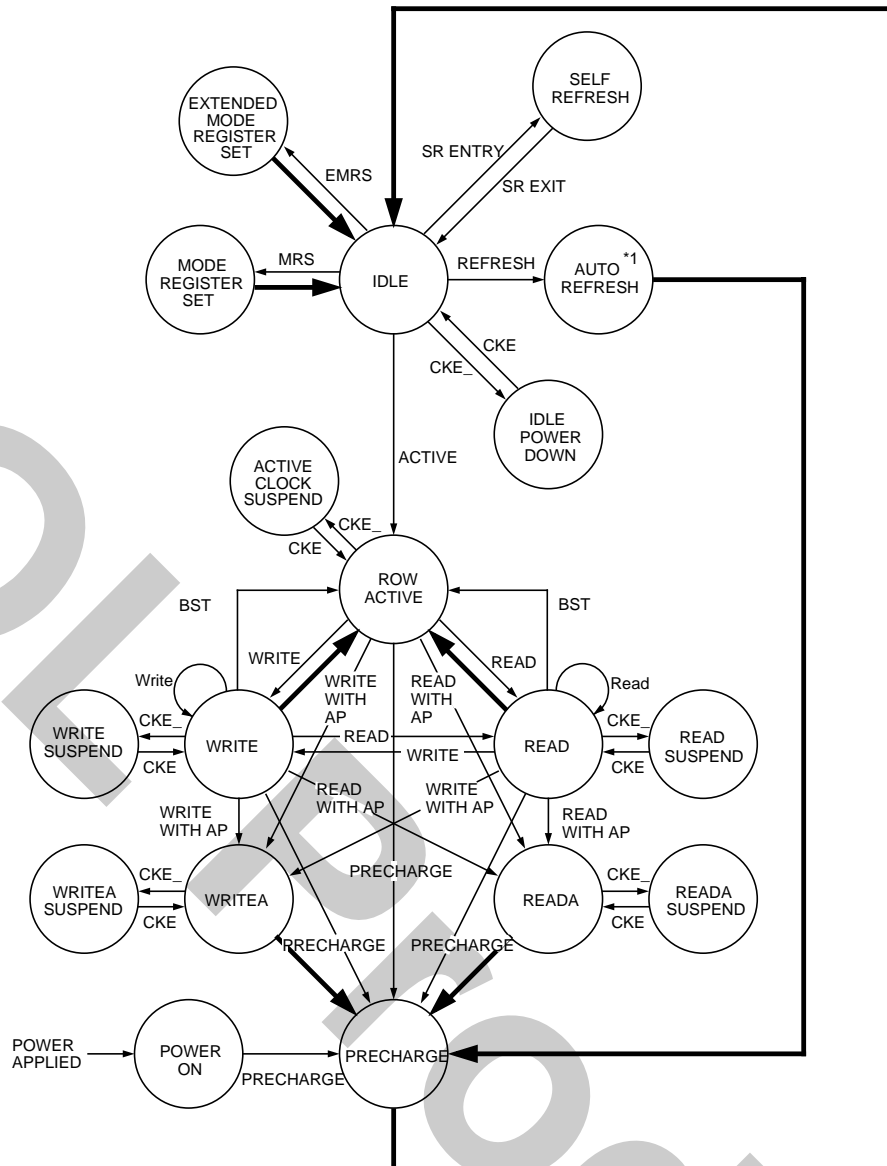 SELF
REFRESH
EXTENDED
MODE
REGISTER
SET
SR ENTRY
EMRS
SR EXIT
MRS
REFRESH
MODE
REGISTER
SET
IDLE
AUTO *1
REFRESH
CKE
CKE_
IDLE
POWER
DOWN
ACTIVE
ACTIVE
CLOCK
SUSPEND
CKE_
CKE
ROW
ACTIVE
BST
BST
WRITE
READ
Write
WRITE
WITH
AP
READ
WITH
AP
Read
WRITE
SUSPEND
CKE_
CKE
WRITE
READ
WRITE
READ
CKE_
CKE
READ
SUSPEND
WRITE
WITH AP
READ
WITH AP
WRITE
WITH AP
READ
WITH AP
WRITEA
SUSPEND
CKE_
CKE
WRITEA
PRECHARGE
READA
CKE_
CKE
READA
SUSPEND
PRECHARGE
PRECHARGE
POWER
APPLIED
POWER
ON
PRECHARGE
PRECHARGE
EOL Prod